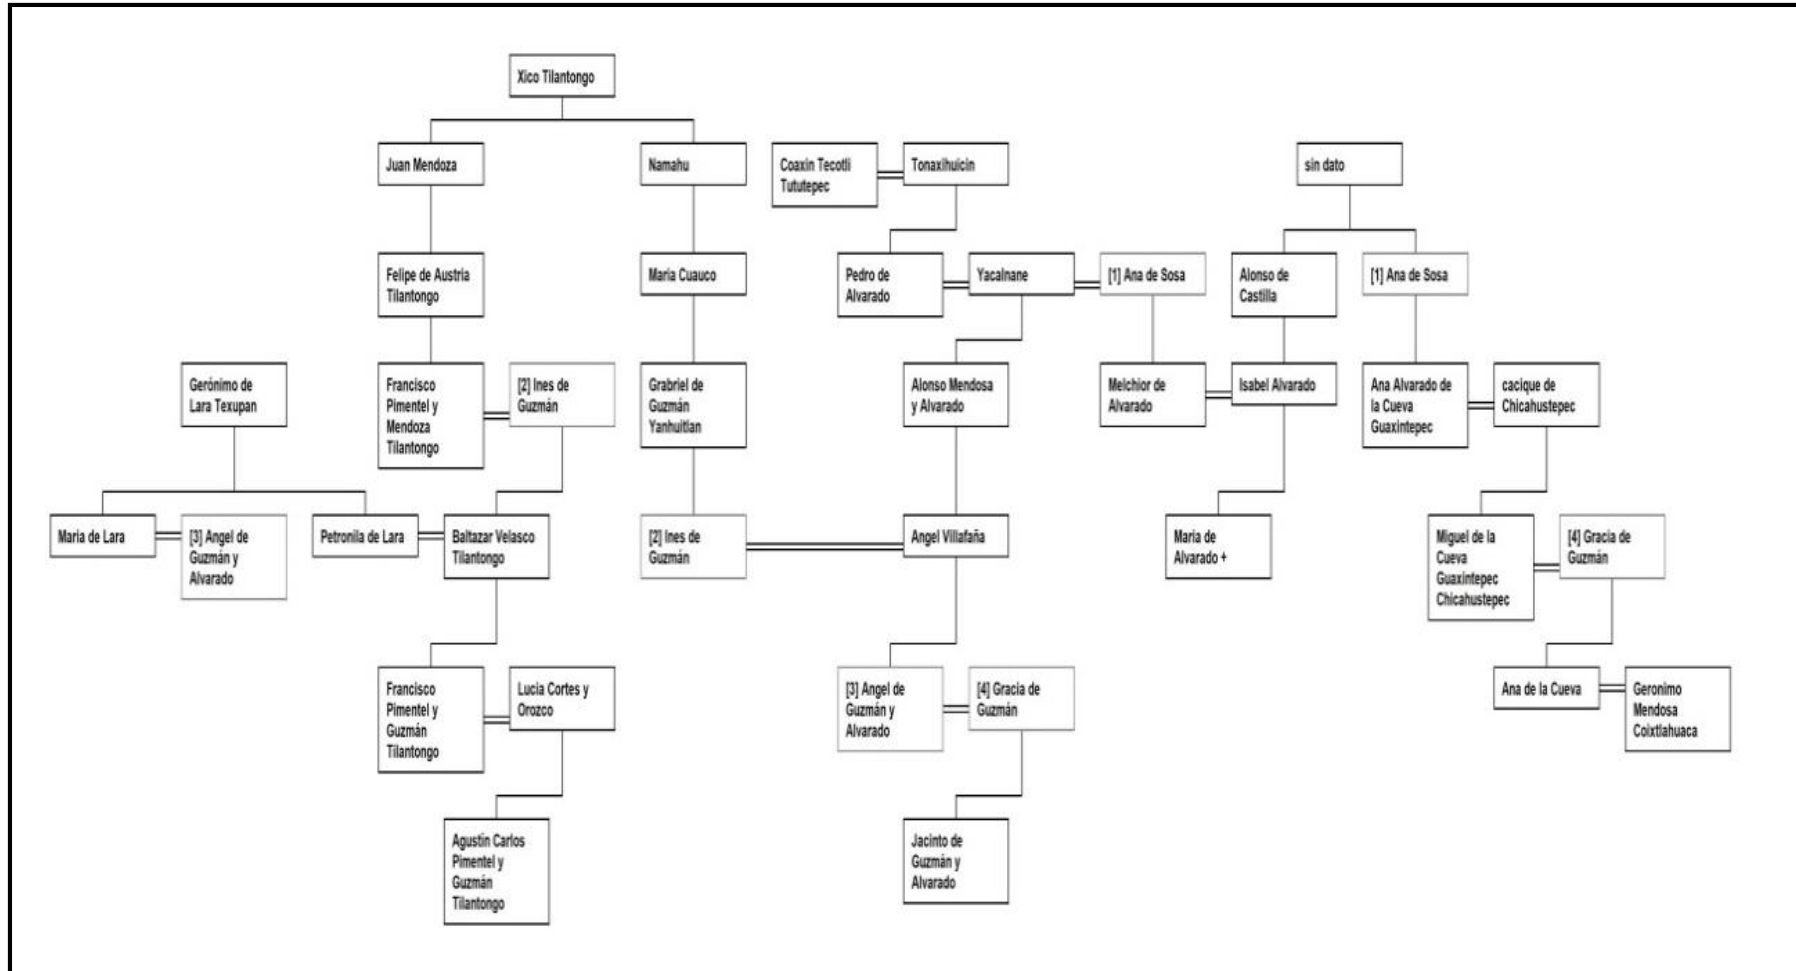 Xico Tilantongo
Juan Mendoza
Namahu
Coaxin Tecotli
Tututepec
Tonaxihuicin
sin dato
Felipe de Austria
Tilantongo
Maria Cuauco
Pedro de
Alvarado
Yacalnane
[1] Ana de Sosa
Alonso de
Castilla
[1] Ana de Sosa
Gerónimo de
Lara Texupan
Francisco
Pimentel y
Mendoza
Tilantongo
[2] Ines de
Guzmán
Grabriel de
Guzmán
Yanhuitlan
Alonso Mendosa
y Alvarado
Melchior de
Alvarado
Isabel Alvarado
Ana Alvarado de
la Cueva
Guaxintepec
cacique de
Chicahustepec
Maria de Lara
[3] Angel de
Guzmán y
Alvarado
Petronila de Lara
Baltazar Velasco
Tilantongo
[2] Ines de
Guzmán
Angel Villafaña
Maria de
Alvarado +
Miguel de la
Cueva
Guaxintepec
Chicahustepec
[4] Gracia de
Guzmán
Francisco
Pimentel y
Guzmán
Tilantongo
Lucia Cortes y
Orozco
[3] Angel de
Guzmán y
Alvarado
[4] Gracia de
Guzmán
Ana de la Cueva
Geronimo
Mendosa
Coixtlahuaca
Agustin Carlos
Pimentel y
Guzmán
Tilantongo
Jacinto de
Guzmán y
Alvarado